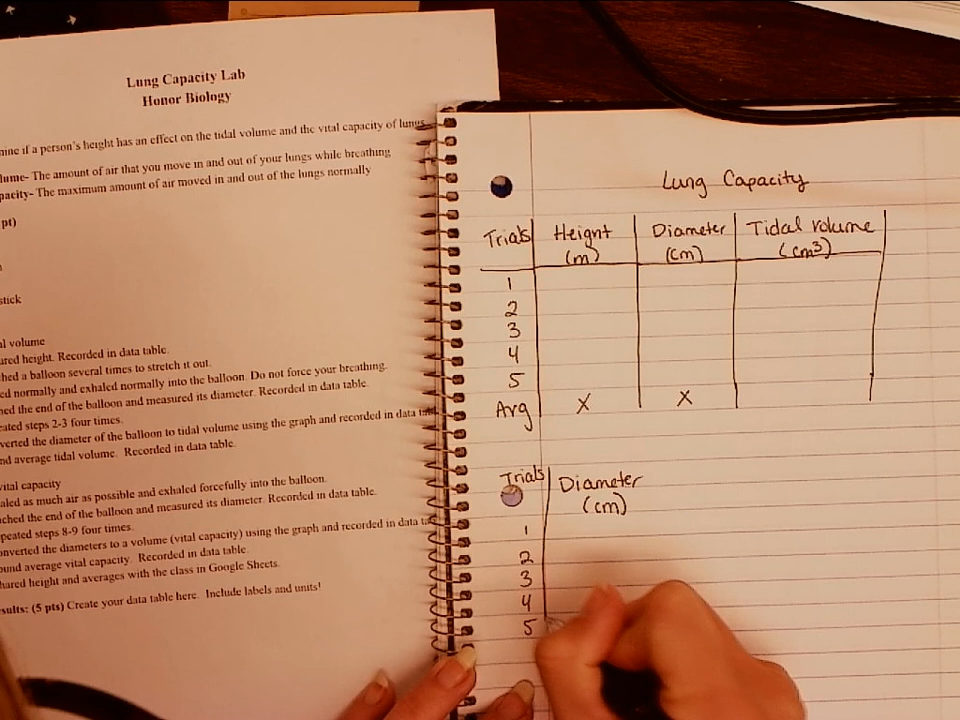 Lung Capacity Lab
Honor Biology
mine if a person's height has an effect on the tidal volume and the vital capacity of lungs
lume- The amount of air that you move in and out of your lungs while breathing
pacity- The maximum amount of air moved in and out of the lungs normally
pt)
stick
al volume
ured height. Recorded in data table.
hed a balloon several times to stretch it out.
ed normally and exhaled normally into the balloon. Do not force your breathing.
hed the end of the balloon and measured its diameter. Recorded in data table.
eated steps 2-3 four times.
verted the diameter of the balloon to tidal volume using the graph and recorded in data
nd average tidal volume. Recorded in data table.
vital capacity
aled as much air as possible and exhaled forcefully into the balloon.
ched the end of the balloon and measured its diameter. Recorded in data table.
peated steps 8-9 four times.
onverted the diameters to a volume (vital capacity) using the graph and recorded in data
ound average vital capacity. Recorded in data table.
hared height and averages with the class in Google Sheets.
sults: (5 pts) Create your data table here. Include labels and units!
Lung Capacity
Trials Height Diameter Tidal volume
(m) (cm) (cm3)
1
2
3
4
5
Avg X X
Trials Diameter
(cm)
1
2
3
4
5